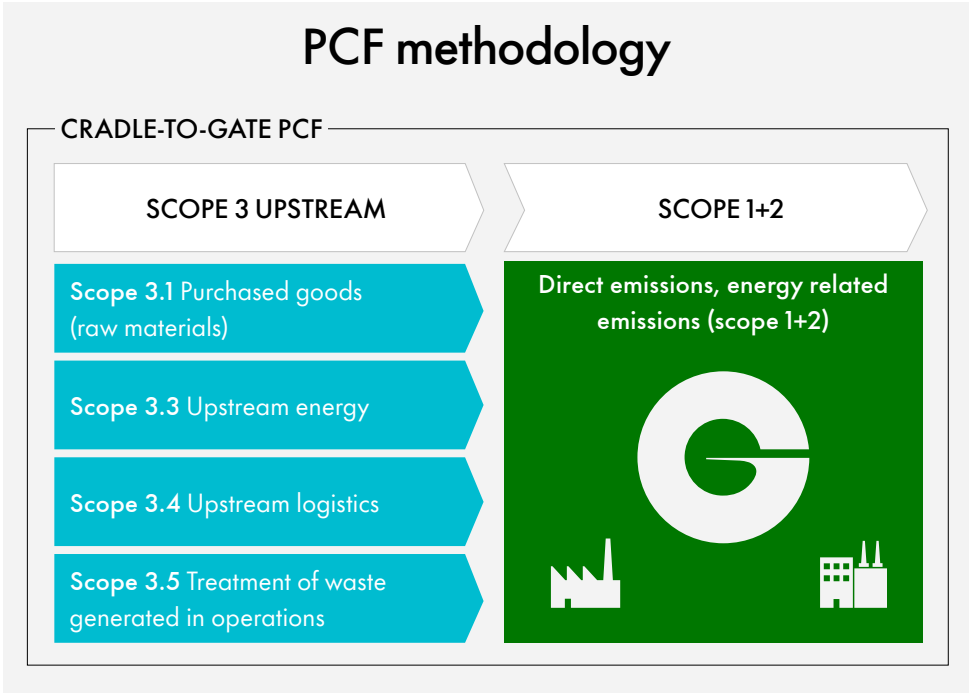 PCF methodology
CRADLE-TO-GATE PCF
SCOPE 3 UPSTREAM
SCOPE 1+2
Scope 3.1 Purchased goods
(raw materials)
Scope 3.3 Upstream energy
Scope 3.4 Upstream logistics
Scope 3.5 Treatment of waste
generated in operations
Direct emissions, energy related
emissions (scope 1+2)